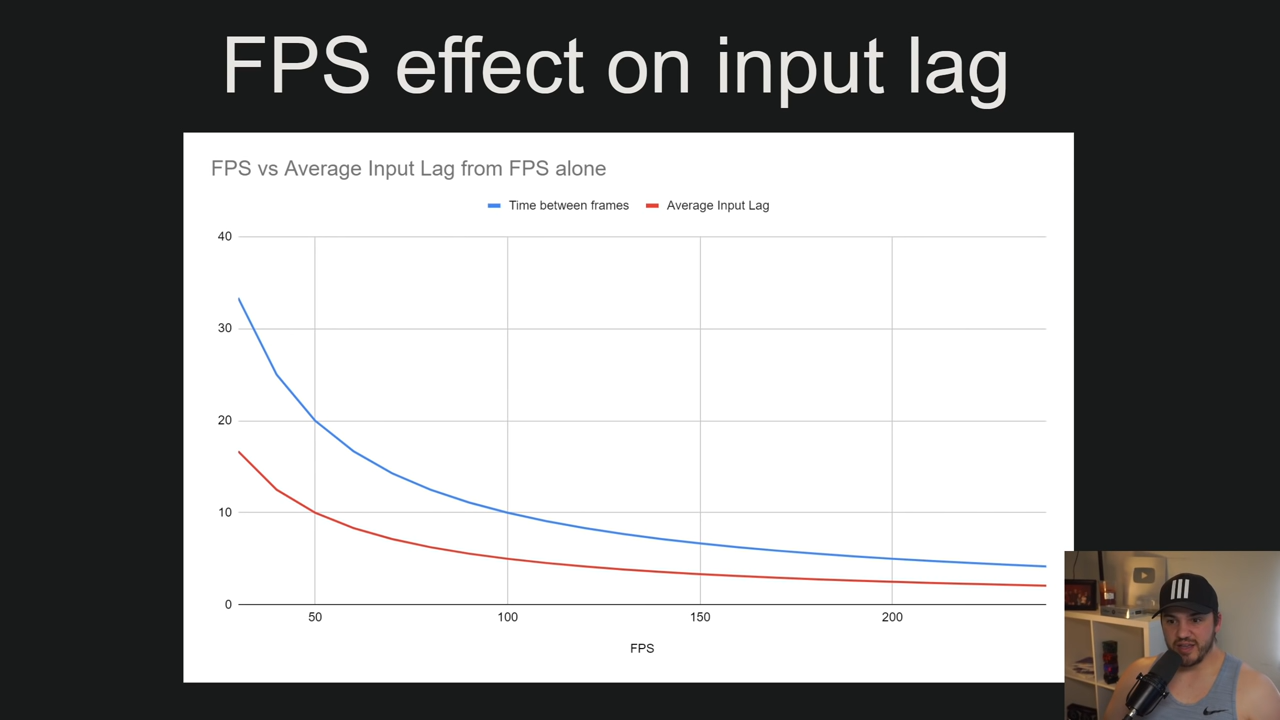 FPS effect on input lag
FPS vs Average Input Lag from FPS alone
Time between frames Average Input Lag
40
30
20
10
0
50 100 150 200
FPS